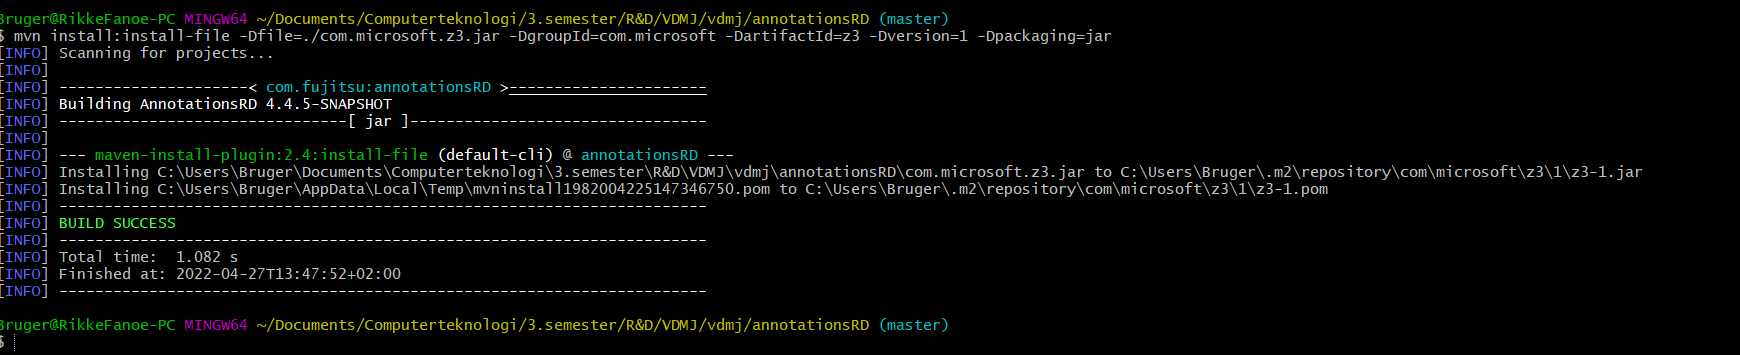 Bruger@RikkeFanoe-PC MINGW64 ~/Documents/Computerteknologi/3.semester/R&D/VDMJ/vdmj/annotationsRD (master)
$ mvn install:install-file -Dfile=./com.microsoft.z3.jar -DgroupId=com.microsoft -DartifactId=z3 -Dversion=1 -Dpackaging=jar
[INFO] Scanning for projects...
[INFO]
[INFO] ---------------------< com.fujitsu:annotationsRD >----------------------
[INFO] Building AnnotationsRD 4.4.5-SNAPSHOT
[INFO] --------------------------------[ jar ]---------------------------------
[INFO]
[INFO] --- maven-install-plugin:2.4:install-file (default-cli) @ annotationsRD ---
[INFO] Installing C:\Users\Bruger\Documents\Computerteknologi\3.semester\R&D\VDMJ\vdmj\annotationsRD\com.microsoft.z3.jar to C:\Users\Bruger\.m2\repository\com\microsoft\z3\1\z3-1.jar
[INFO] Installing C:\Users\Bruger\AppData\Local\Temp\mvninstall1982004225147346750.pom to C:\Users\Bruger\.m2\repository\com\microsoft\z3\1\z3-1.pom
[INFO] ------------------------------------------------------------------------
[INFO] BUILD SUCCESS
[INFO] ------------------------------------------------------------------------
[INFO] Total time:  1.082 s
[INFO] Finished at: 2022-04-27T13:47:52+02:00
[INFO] ------------------------------------------------------------------------
Bruger@RikkeFanoe-PC MINGW64 ~/Documents/Computerteknologi/3.semester/R&D/VDMJ/vdmj/annotationsRD (master)
$